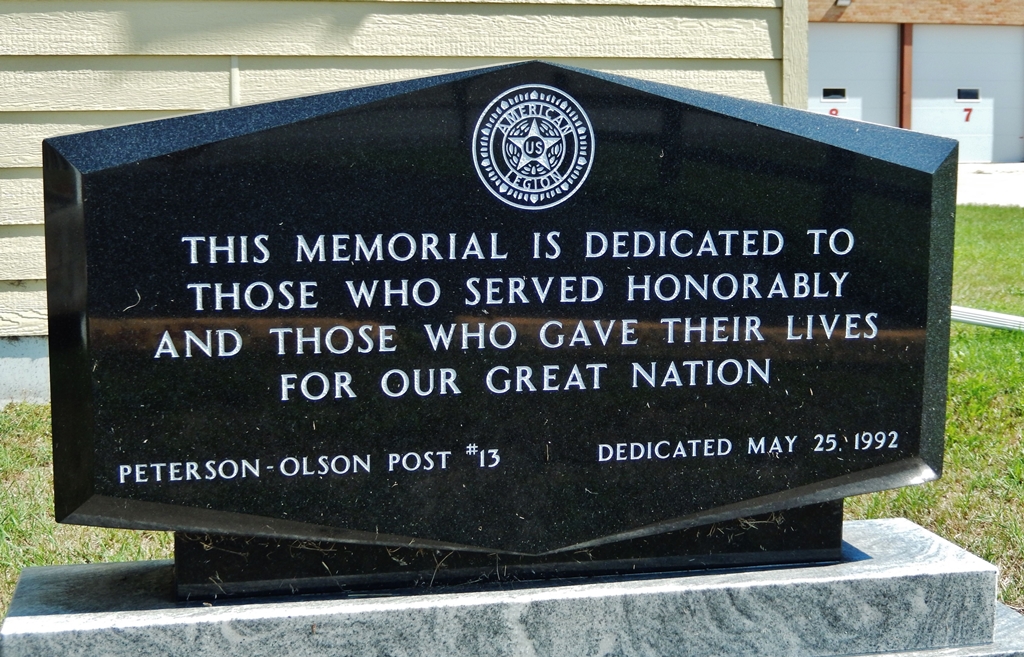 AMERICAN
US
LEGION
THIS MEMORIAL IS DEDICATED TO
THOSE WHO SERVED HONORABLY
AND THOSE WHO GAVE THEIR LIVES
FOR OUR GREAT NATION
PETERSON-OLSON POST #13
DEDICATED MAY 25, 1992
7